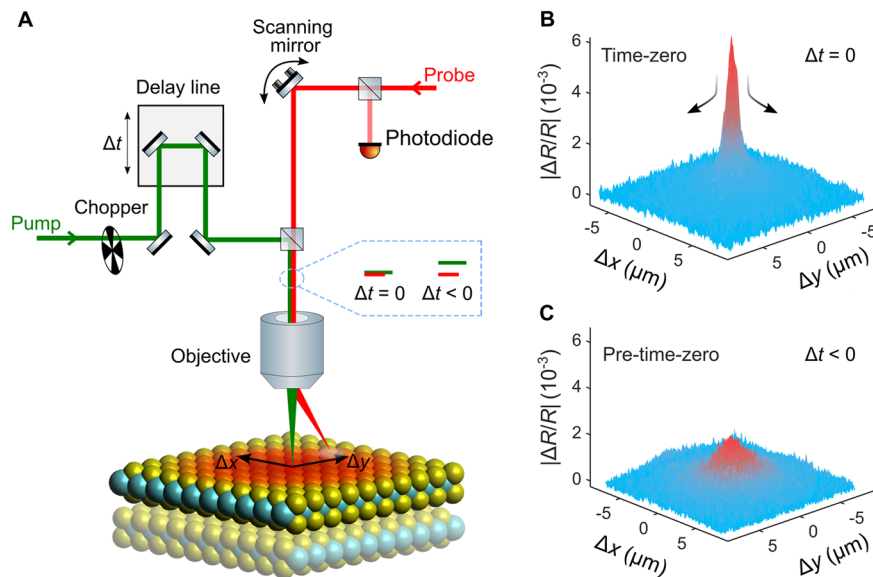 A
Scanning
mirror
Probe
Delay line
Δt
Photodiode
Chopper
Pump
Δt = 0 Δt < 0
Objective
Δx Δy
B
Time-zero Δt = 0
|ΔR/R| (10⁻³)
6
4
2
0
-5
0
5
Δx (µm)
5
0
-5
Δy (µm)
C
Pre-time-zero Δt < 0
|ΔR/R| (10⁻³)
6
4
2
0
-5
0
5
Δx (µm)
5
0
-5
Δy (µm)